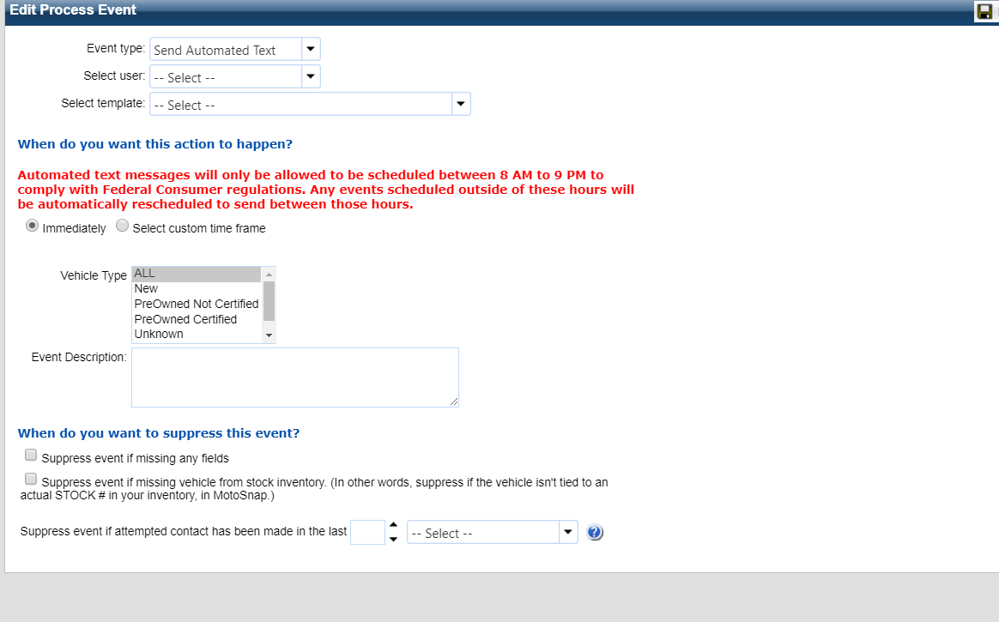 Edit Process Event
Event type: Send Automated Text
Select user: -- Select --
Select template: -- Select --
When do you want this action to happen?
Automated text messages will only be allowed to be scheduled between 8 AM to 9 PM to
comply with Federal Consumer regulations. Any events scheduled outside of these hours will
be automatically rescheduled to send between those hours.
Immediately Select custom time frame
Vehicle Type ALL
New
PreOwned Not Certified
PreOwned Certified
Unknown
Event Description:
When do you want to suppress this event?
Suppress event if missing any fields
Suppress event if missing vehicle from stock inventory. (In other words, suppress if the vehicle isn't tied to an
actual STOCK # in your inventory, in MotoSnap.)
Suppress event if attempted contact has been made in the last -- Select -- ?